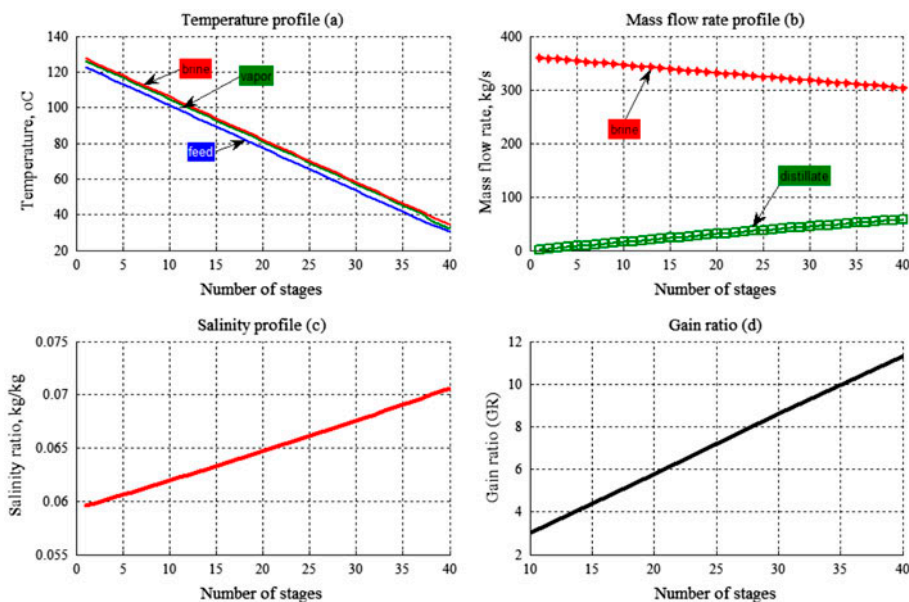 Temperature profile (a)
Temperature, oC
140
120
100
80
60
40
20
brine
vapor
feed
0 5 10 15 20 25 30 35 40
Number of stages
Mass flow rate profile (b)
Mass flow rate, kg/s
400
300
200
100
0
brine
distillate
0 5 10 15 20 25 30 35 40
Number of stages
Salinity profile (c)
Salinity ratio, kg/kg
0.075
0.07
0.065
0.06
0.055
0 5 10 15 20 25 30 35 40
Number of stages
Gain ratio (d)
Gain ratio (GR)
12
10
8
6
4
2
10 15 20 25 30 35 40
Number of stages